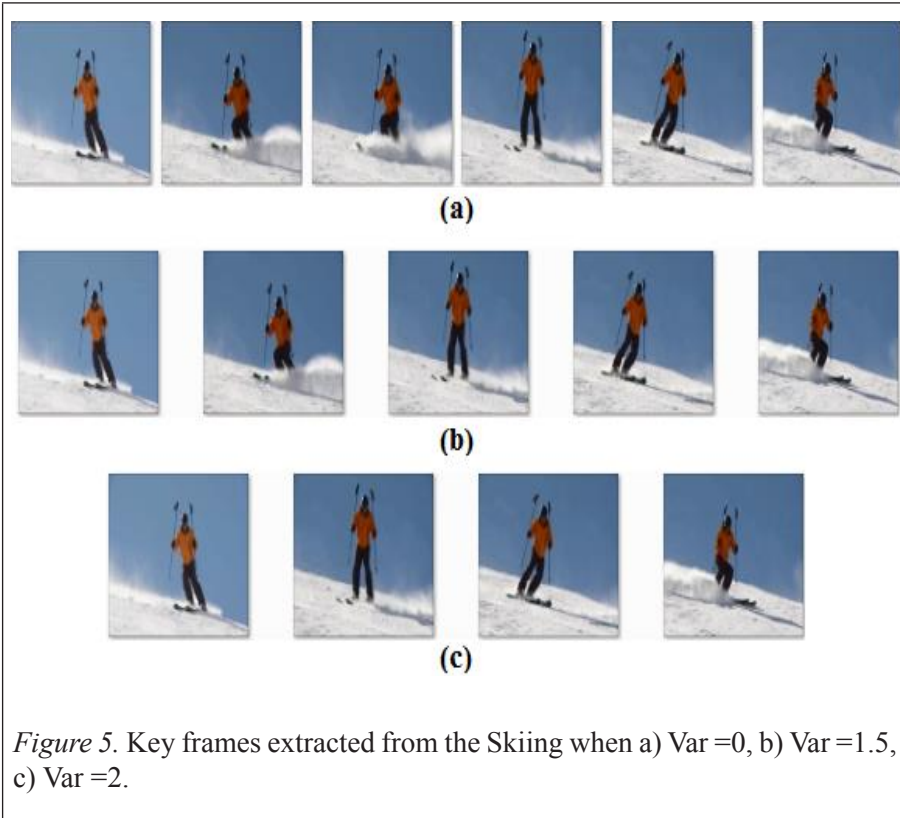 (a)
(b)
(c)
Figure 5. Key frames extracted from the Skiing when a) Var =0, b) Var =1.5,
c) Var =2.